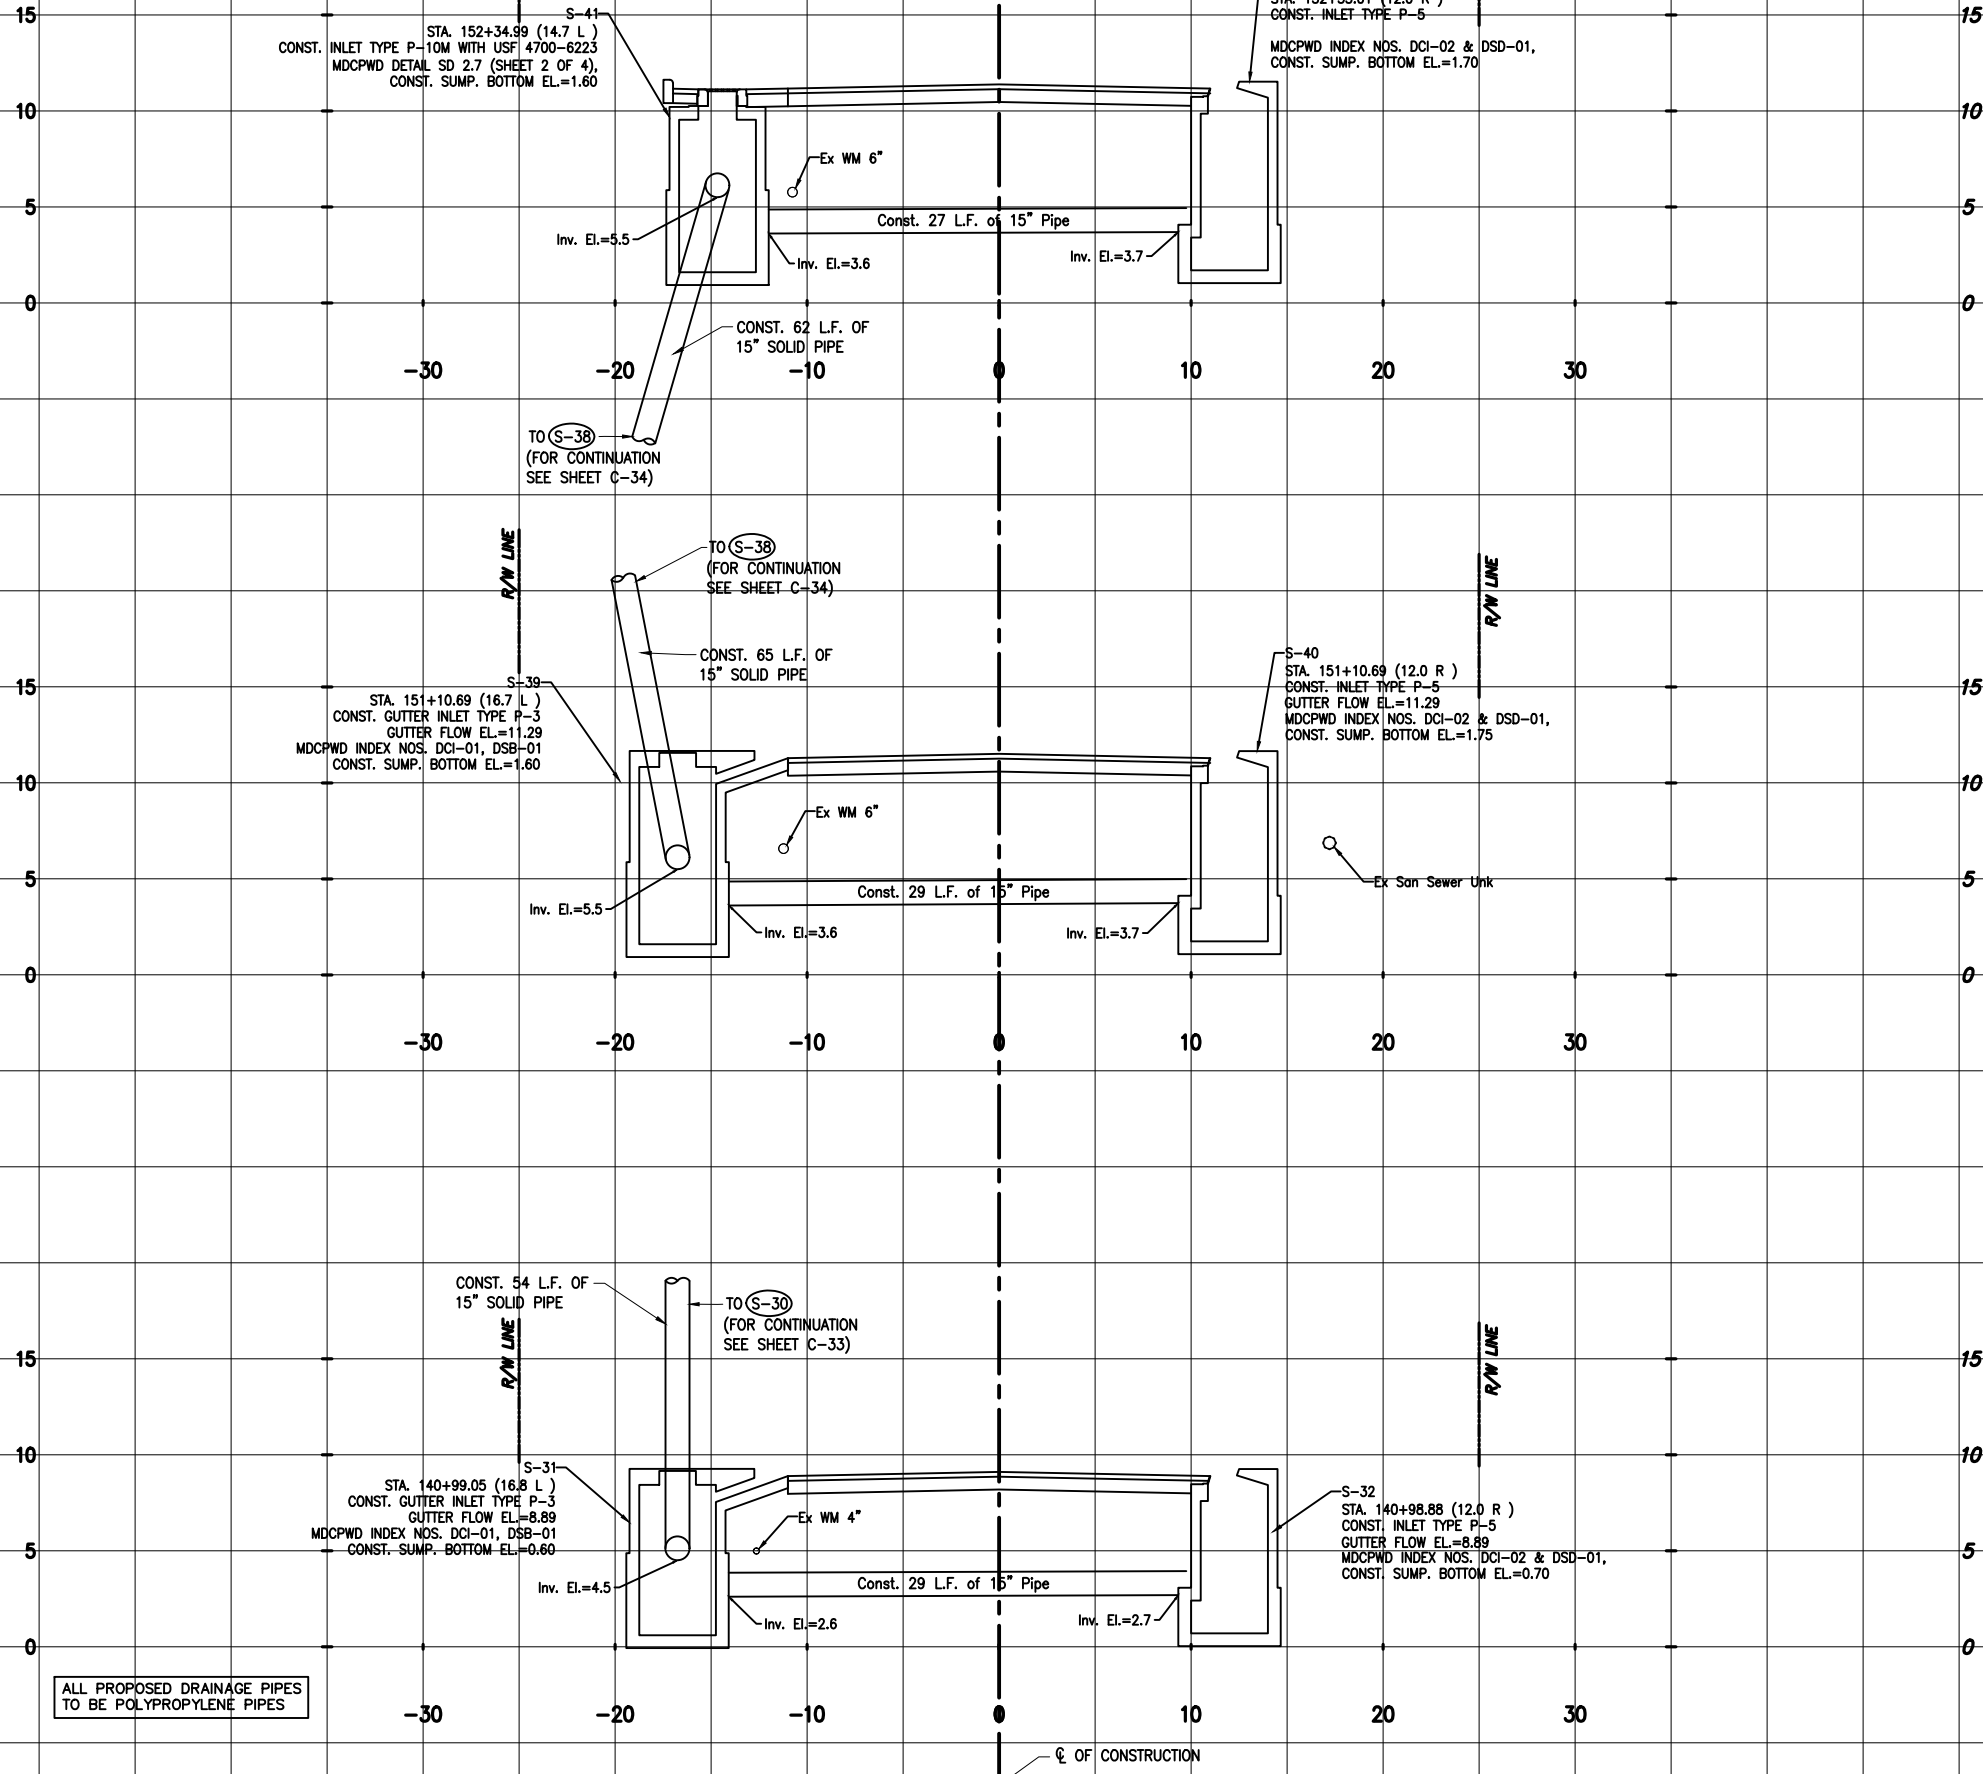 15
S-41
STA. 152+34.99 (14.7 L )
CONST. INLET TYPE P-10M WITH USF 4700-6223
MDCPWD DETAIL SD 2.7 (SHEET 2 OF 4),
CONST. SUMP. BOTTOM EL.=1.60
CONST. INLET TYPE P-5
MDCPWD INDEX NOS. DCI-02 & DSD-01,
CONST. SUMP. BOTTOM EL.=1.70
15
10
10
Ex WM 6"
5
Const. 27 L.F. of 15" Pipe
5
Inv. El.=5.5
Inv. El.=3.6
Inv. El.=3.7
0
0
CONST. 62 L.F. OF
15" SOLID PIPE
-30
-20
-10
0
10
20
30
TO S-38
(FOR CONTINUATION
SEE SHEET C-34)
R/W LINE
TO S-38
(FOR CONTINUATION
SEE SHEET C-34)
R/W LINE
CONST. 65 L.F. OF
15" SOLID PIPE
15
S-39
STA. 151+10.69 (16.7 L )
CONST. GUTTER INLET TYPE P-3
GUTTER FLOW EL.=11.29
MDCPWD INDEX NOS. DCI-01, DSB-01
CONST. SUMP. BOTTOM EL.=1.60
S-40
STA. 151+10.69 (12.0 R )
CONST. INLET TYPE P-5
GUTTER FLOW EL.=11.29
MDCPWD INDEX NOS. DCI-02 & DSD-01,
CONST. SUMP. BOTTOM EL.=1.75
15
10
10
Ex WM 6"
5
Const. 29 L.F. of 15" Pipe
Ex San Sewer Unk
5
Inv. El.=5.5
Inv. El.=3.6
Inv. El.=3.7
0
0
-30
-20
-10
0
10
20
30
CONST. 54 L.F. OF
15" SOLID PIPE
TO S-30
(FOR CONTINUATION
SEE SHEET C-33)
R/W LINE
R/W LINE
15
15
10
10
S-31
STA. 140+99.05 (16.8 L )
CONST. GUTTER INLET TYPE P-3
GUTTER FLOW EL.=8.89
MDCPWD INDEX NOS. DCI-01, DSB-01
CONST. SUMP. BOTTOM EL.=0.60
Ex WM 4"
S-32
STA. 140+98.88 (12.0 R )
CONST. INLET TYPE P-5
GUTTER FLOW EL.=8.89
MDCPWD INDEX NOS. DCI-02 & DSD-01,
CONST. SUMP. BOTTOM EL.=0.70
5
5
Const. 29 L.F. of 15" Pipe
Inv. El.=4.5
Inv. El.=2.6
Inv. El.=2.7
0
0
ALL PROPOSED DRAINAGE PIPES
TO BE POLYPROPYLENE PIPES
-30
-20
-10
0
10
20
30
℄ OF CONSTRUCTION